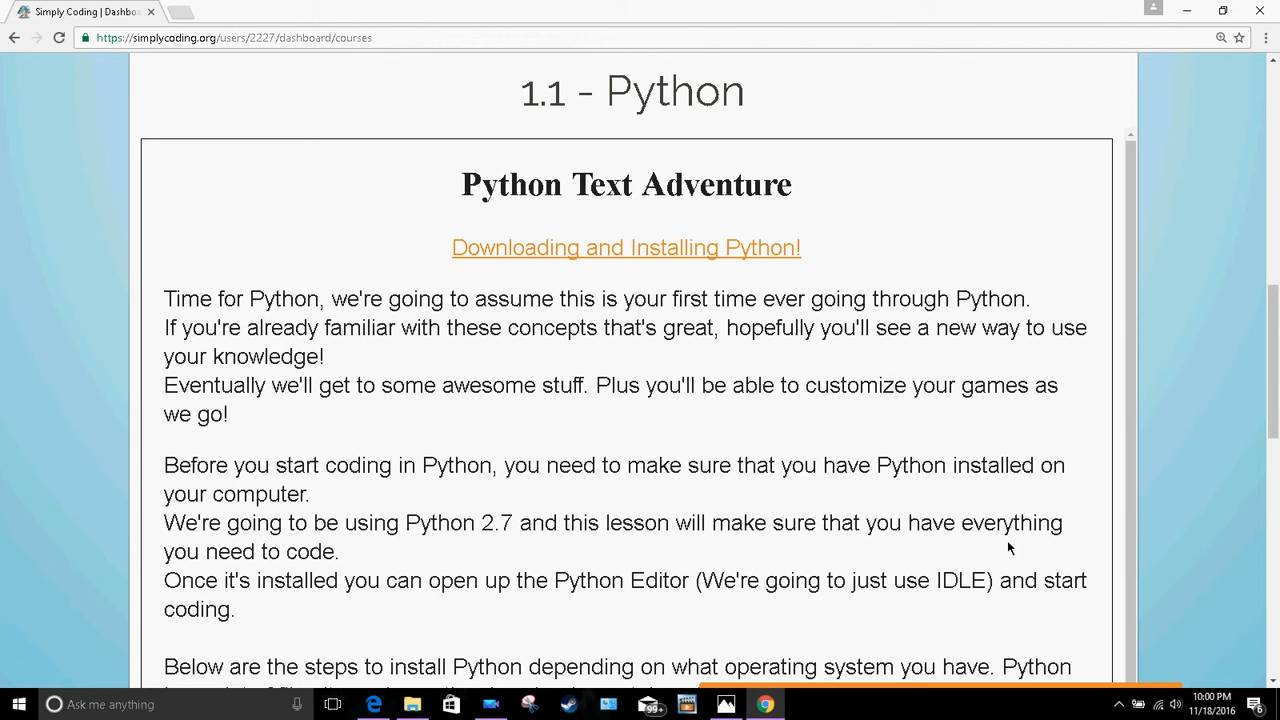 Simply Coding | Dashboa
https://simplycoding.org/users/2227/dashboard/courses
1.1 - Python
Python Text Adventure
Downloading and Installing Python!
Time for Python, we're going to assume this is your first time ever going through Python.
If you're already familiar with these concepts that's great, hopefully you'll see a new way to use
your knowledge!
Eventually we'll get to some awesome stuff. Plus you'll be able to customize your games as
we go!
Before you start coding in Python, you need to make sure that you have Python installed on
your computer.
We're going to be using Python 2.7 and this lesson will make sure that you have everything
you need to code.
Once it's installed you can open up the Python Editor (We're going to just use IDLE) and start
coding.
Below are the steps to install Python depending on what operating system you have. Python
Ask me anything
99+
10:00 PM
11/18/2016
6